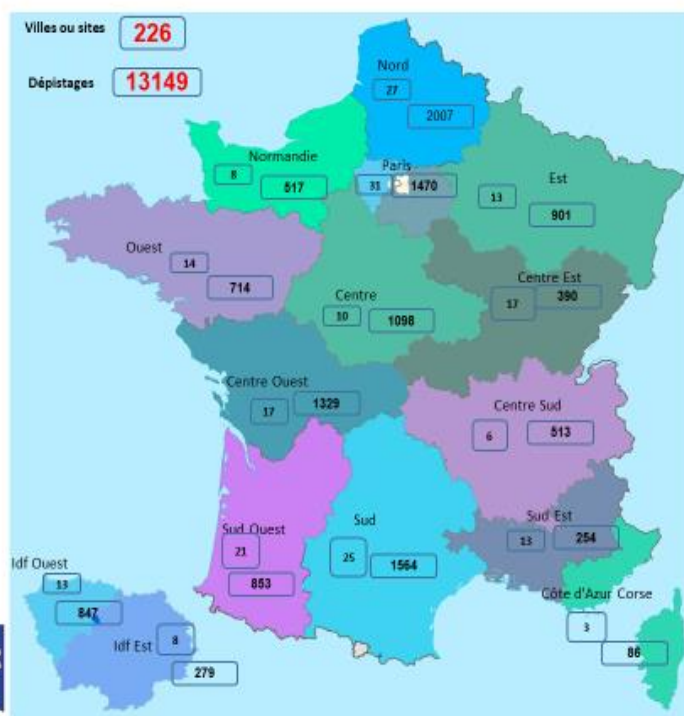 Villes ou sites 226
Dépistages 13149
Nord
27
2007
Normandie
8
517
Paris
31 1470
Est
13
901
Ouest
14
714
Centre
10 1098
Centre Est
17 390
Centre Ouest
17 1329
Centre Sud
6 513
Sud Ouest
21
853
Sud
25 1564
Sud Est
13 254
Idf Ouest
13
847
Idf Est 8
279
Côte d'Azur Corse
3
86